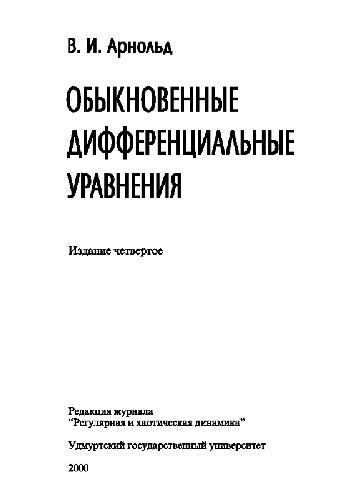 В. И. Арнольд
ОБЫКНОВЕННЫЕ
ДИФФЕРЕНЦИАЛЬНЫЕ
УРАВНЕНИЯ
Издание четвертое
Редакция журнала
"Регулярная и хаотическая динамика"
Удмуртский государственный университет
2000